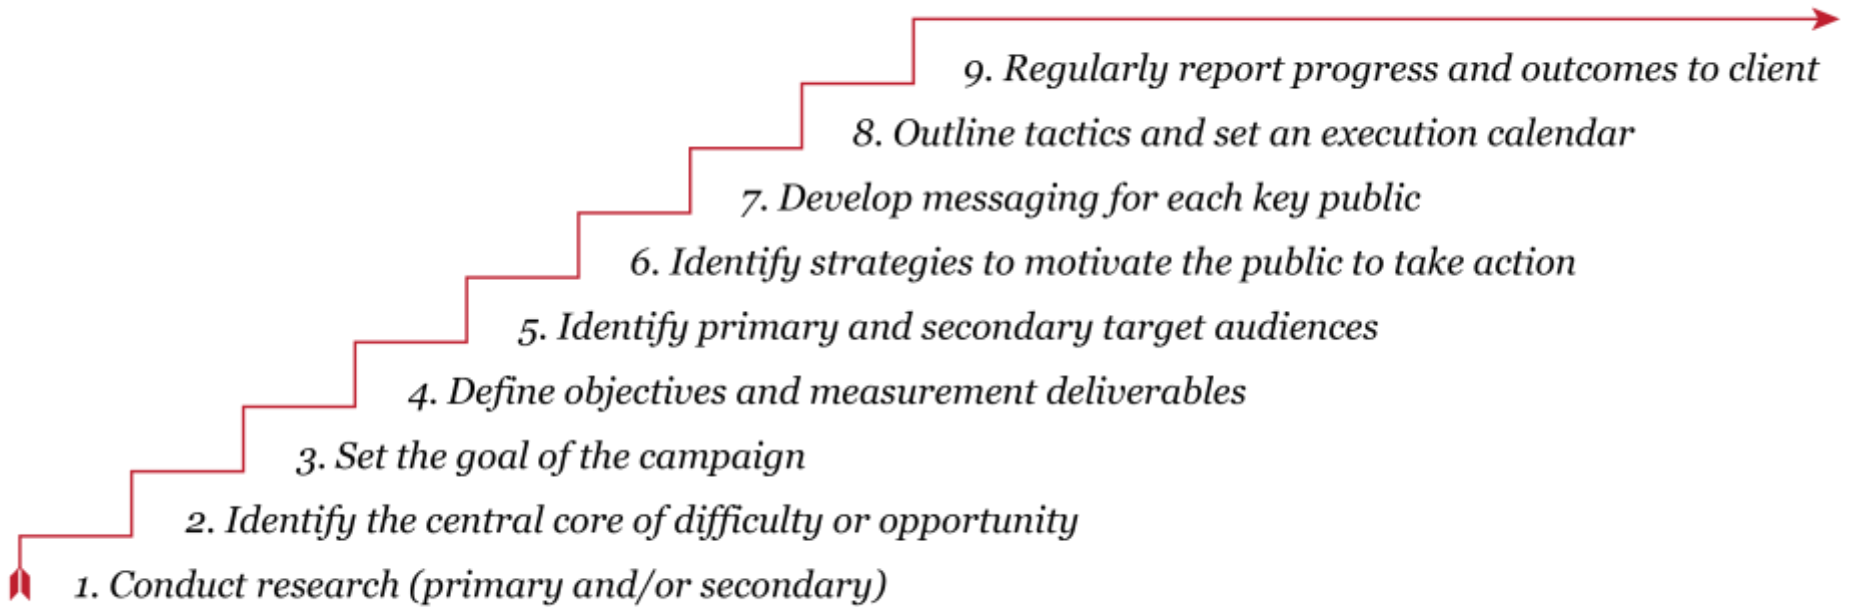 9. Regularly report progress and outcomes to client
8. Outline tactics and set an execution calendar
7. Develop messaging for each key public
6. Identify strategies to motivate the public to take action
5. Identify primary and secondary target audiences
4. Define objectives and measurement deliverables
3. Set the goal of the campaign
2. Identify the central core of difficulty or opportunity
1. Conduct research (primary and/or secondary)